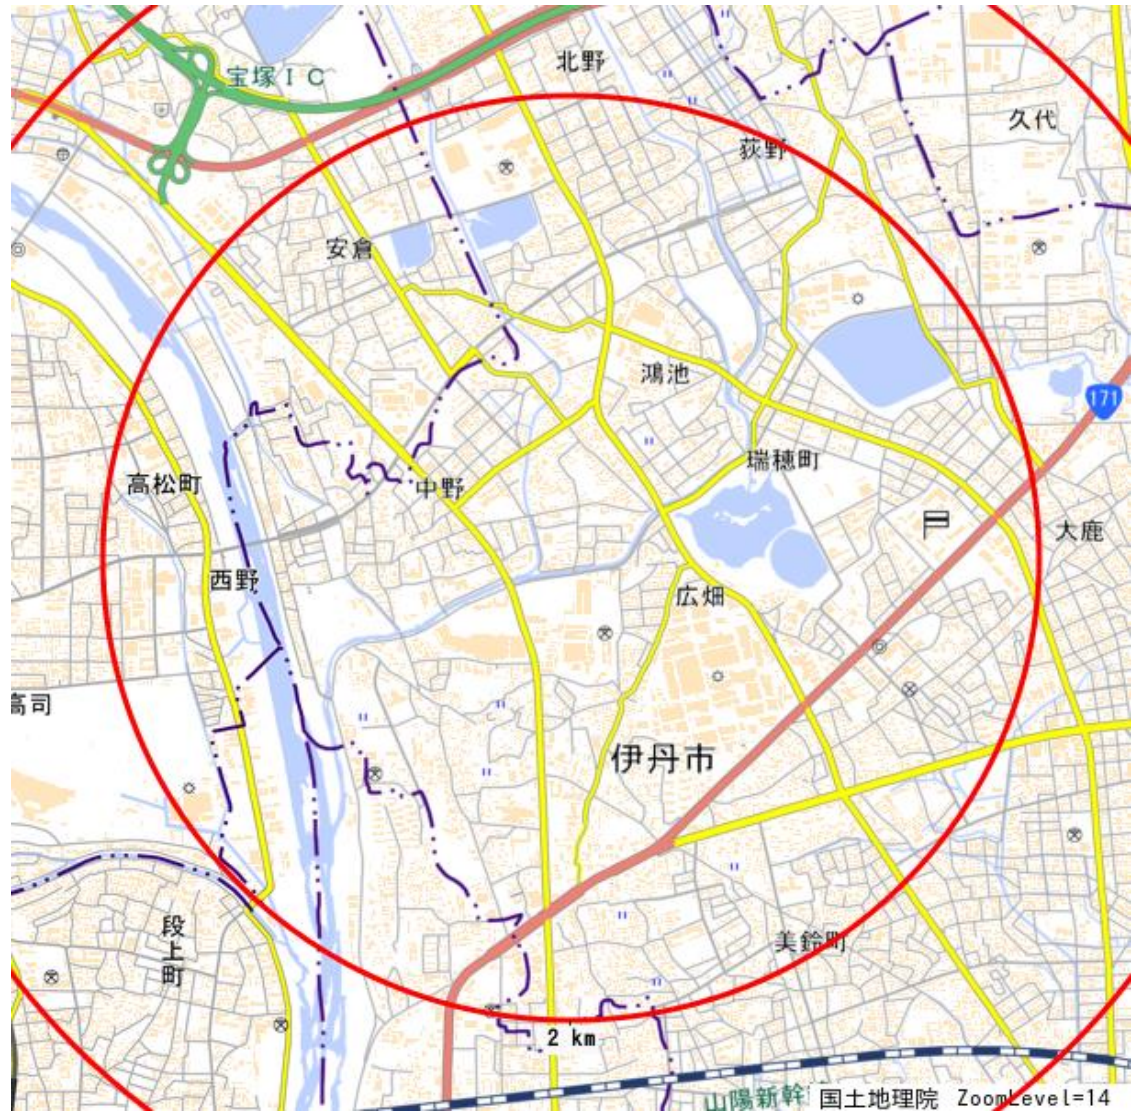 北野
宝塚IC
久代
荻野
安倉
鴻池
171
瑞穂町
高松町
中野
大鹿
西野
広畑
高司
伊丹市
段上町
美鈴町
2 km
山陽新幹
国土地理院 ZoomLevel=14